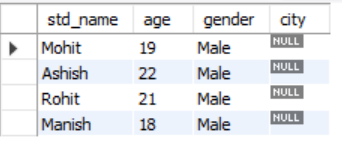 std_name age gender city
Mohit 19 Male NULL
Ashish 22 Male NULL
Rohit 21 Male NULL
Manish 18 Male NULL